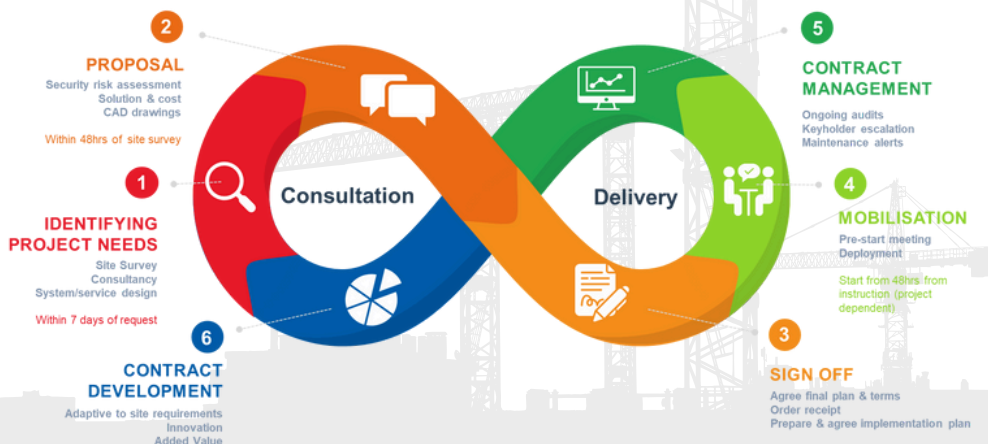 2
PROPOSAL
Security risk assessment
Solution & cost
CAD drawings
Within 48hrs of site survey
1
IDENTIFYING
PROJECT NEEDS
Site Survey
Consultancy
System/service design
Within 7 days of request
6
CONTRACT
DEVELOPMENT
Adaptive to site requirements
Innovation
Added Value
Consultation
Delivery
5
CONTRACT
MANAGEMENT
Ongoing audits
Keyholder escalation
Maintenance alerts
4
MOBILISATION
Pre-start meeting
Deployment
Start from 48hrs from
instruction (project
dependent)
3
SIGN OFF
Agree final plan & terms
Order receipt
Prepare & agree implementation plan